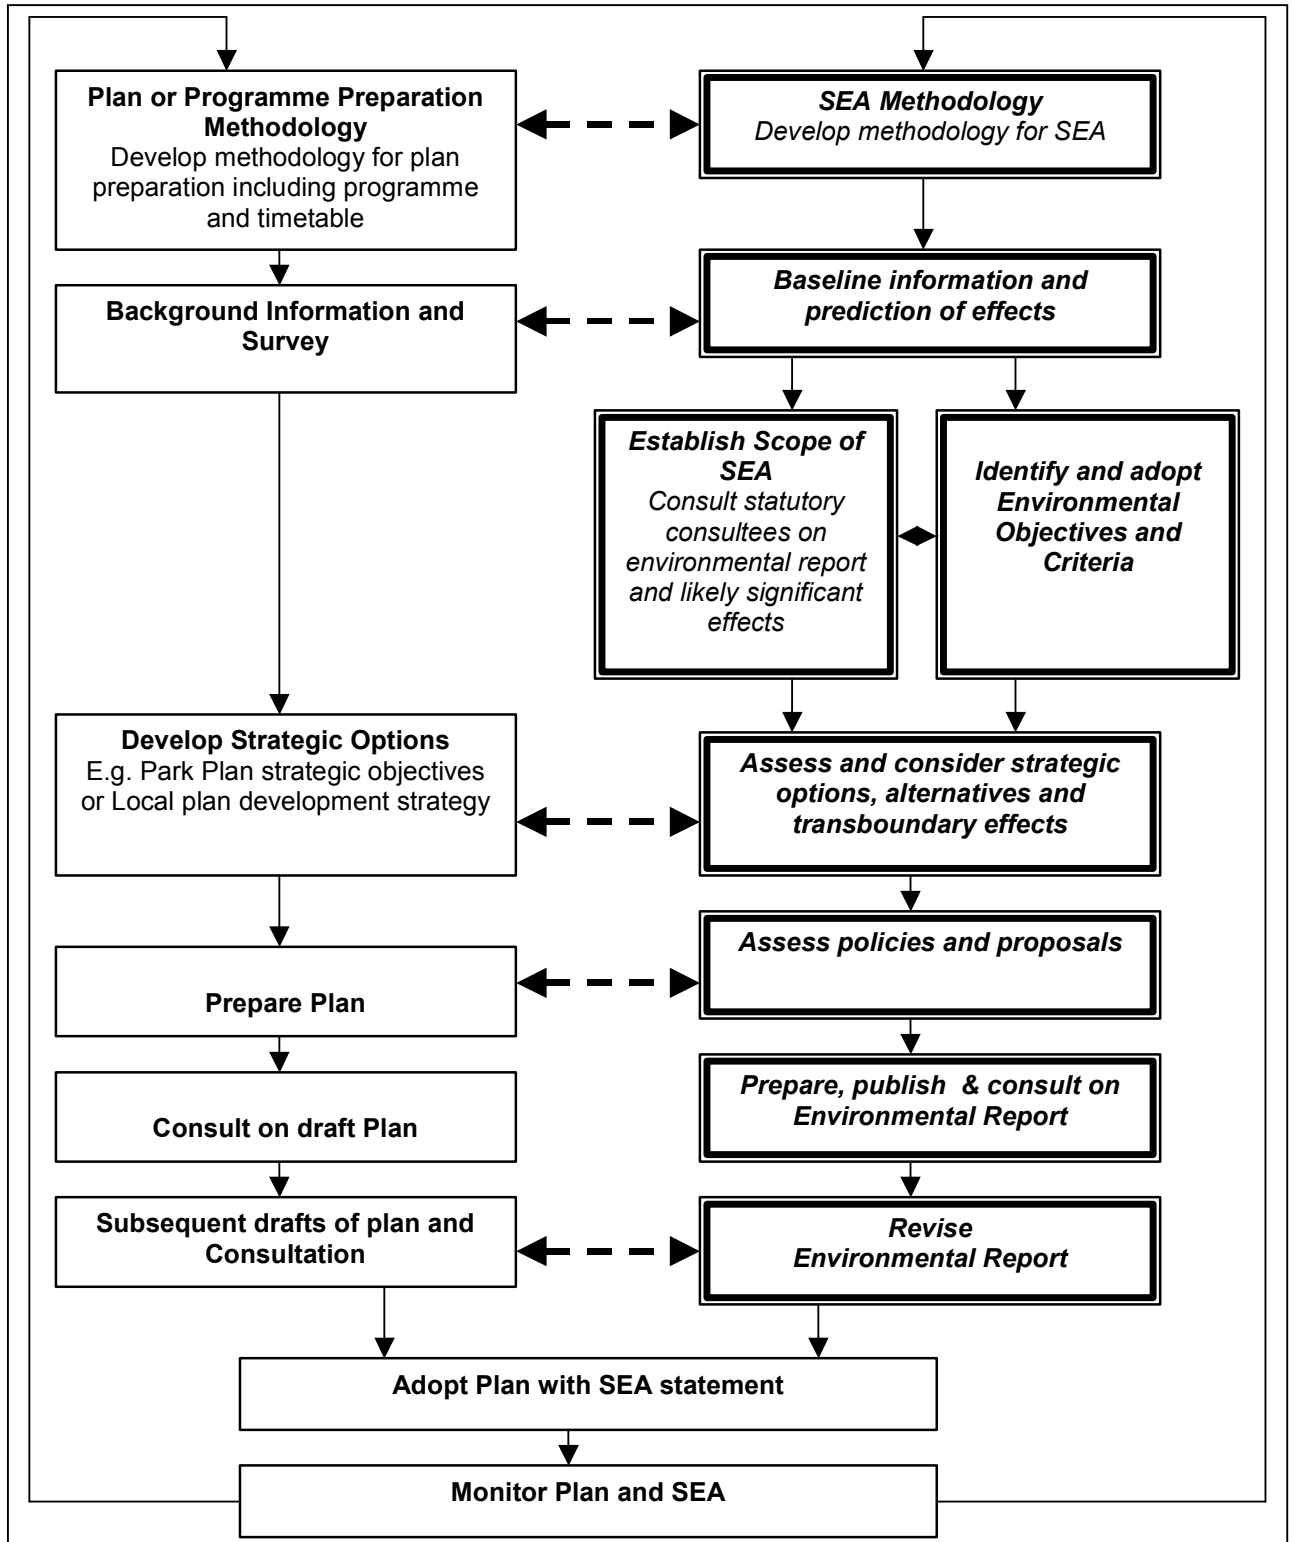 Plan or Programme Preparation
Methodology
Develop methodology for plan
preparation including programme
and timetable
SEA Methodology
Develop methodology for SEA
Background Information and
Survey
Baseline information and
prediction of effects
Establish Scope of
SEA
Consult statutory
consultees on
environmental report
and likely significant
effects
Identify and adopt
Environmental
Objectives and
Criteria
Develop Strategic Options
E.g. Park Plan strategic objectives
or Local plan development strategy
Assess and consider strategic
options, alternatives and
transboundary effects
Assess policies and proposals
Prepare Plan
Prepare, publish & consult on
Environmental Report
Consult on draft Plan
Subsequent drafts of plan and
Consultation
Revise
Environmental Report
Adopt Plan with SEA statement
Monitor Plan and SEA